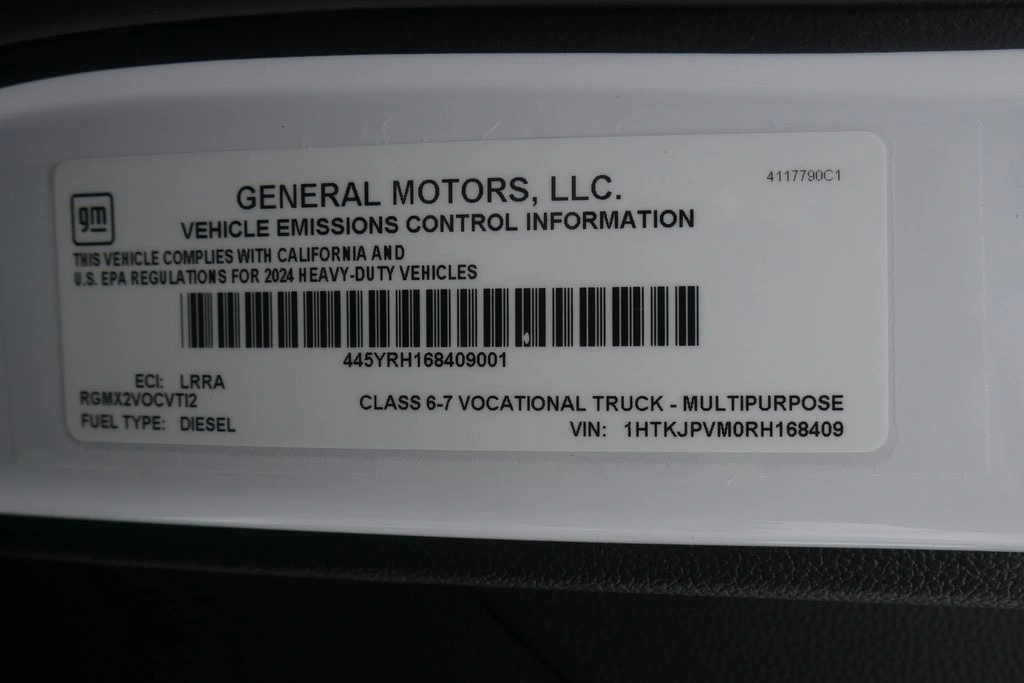 4117790C1
gm
GENERAL MOTORS, LLC.
VEHICLE EMISSIONS CONTROL INFORMATION
THIS VEHICLE COMPLIES WITH CALIFORNIA AND
U.S. EPA REGULATIONS FOR 2024 HEAVY-DUTY VEHICLES
445YRH168409001
ECI: LRRA
RGMX2VOCVTI2
FUEL TYPE: DIESEL
CLASS 6-7 VOCATIONAL TRUCK - MULTIPURPOSE
VIN: 1HTKJPVM0RH168409